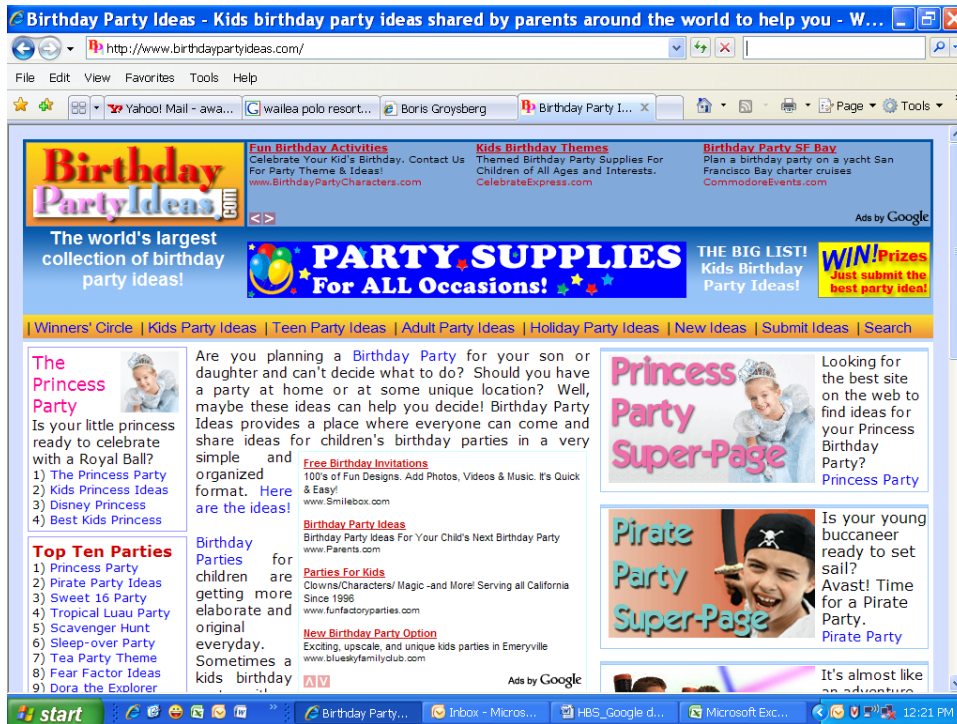 Birthday Party Ideas - Kids birthday party ideas shared by parents around the world to help you - W...
http://www.birthdaypartyideas.com/
File Edit View Favorites Tools Help
Yahoo! Mail - awa...
wailea polo resort...
Boris Groysberg
Birthday Party I...
Page
Tools
Birthday
PartyIdeas.com
Fun Birthday Activities
Celebrate Your Kid's Birthday. Contact Us
For Party Theme & Ideas!
www.BirthdayPartyCharacters.com
Kids Birthday Themes
Themed Birthday Party Supplies For
Children of All Ages and Interests.
CelebrateExpress.com
Birthday Party SF Bay
Plan a birthday party on a yacht San
Francisco Bay charter cruises
CommodoreEvents.com
Ads by Google
The world's largest
collection of birthday
party ideas!
PARTY SUPPLIES
For ALL Occasions!
THE BIG LIST!
Kids Birthday
Party Ideas!
WIN! Prizes
Just submit the
best party idea!
| Winners' Circle | Kids Party Ideas | Teen Party Ideas | Adult Party Ideas | Holiday Party Ideas | New Ideas | Submit Ideas | Search
The
Princess
Party
Is your little princess
ready to celebrate
with a Royal Ball?
1) The Princess Party
2) Kids Princess Ideas
3) Disney Princess
4) Best Kids Princess
Top Ten Parties
1) Princess Party
2) Pirate Party Ideas
3) Sweet 16 Party
4) Tropical Luau Party
5) Scavenger Hunt
6) Sleep-over Party
7) Tea Party Theme
8) Fear Factor Ideas
9) Dora the Explorer
Are you planning a Birthday Party for your son or
daughter and can't decide what to do? Should you have
a party at home or at some unique location? Well,
maybe these ideas can help you decide! Birthday Party
Ideas provides a place where everyone can come and
share ideas for children's birthday parties in a very
simple and
organized
format. Here
are the ideas!
Birthday
Parties for
children are
getting more
elaborate and
original
everyday.
Sometimes a
kids birthday
Free Birthday Invitations
100's of Fun Designs. Add Photos, Videos & Music. It's Quick
& Easy!
www.Smilebox.com
Birthday Party Ideas
Birthday Party Ideas For Your Child's Next Birthday Party
www.Parents.com
Parties For Kids
Clowns/Characters/ Magic -and More! Serving all California
Since 1996
www.funfactoryparties.com
New Birthday Party Option
Exciting, upscale, and unique kids parties in Emeryville
www.blueskyfamilyclub.com
Ads by Google
Princess
Party
Super-Page
Looking for
the best site
on the web to
find ideas for
your Princess
Birthday
Party?
Princess Party
Pirate
Party
Super-Page
Is your young
buccaneer
ready to set
sail?
Avast! Time
for a Pirate
Party.
Pirate Party
It's almost like
an adventure
start
Birthday Party...
Inbox - Micros...
HBS_Google d...
Microsoft Exc...
12:21 PM